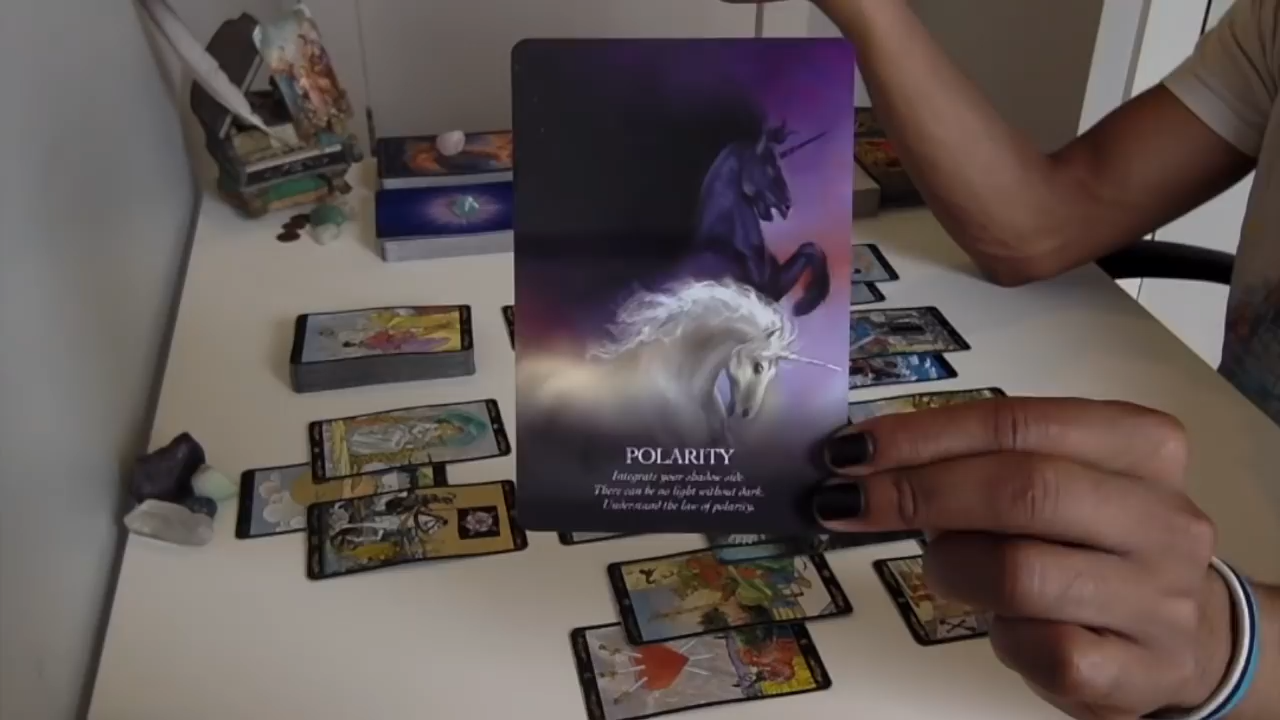 POLARITY
Integrate your shadow side.
There can be no light without dark.
Understand the law of polarity.